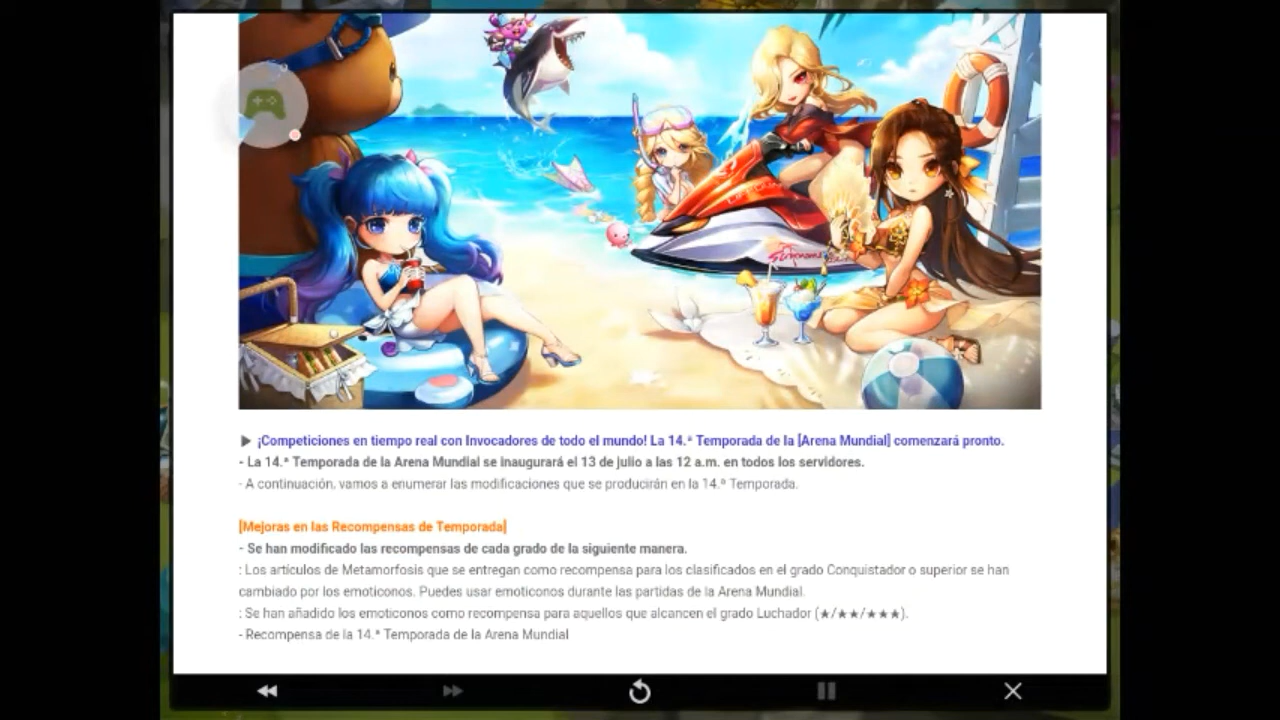 ▶ ¡Competiciones en tiempo real con Invocadores de todo el mundo! La 14.ª Temporada de la [Arena Mundial] comenzará pronto.
- La 14.ª Temporada de la Arena Mundial se inaugurará el 13 de julio a las 12 a.m. en todos los servidores.
- A continuación, vamos a enumerar las modificaciones que se producirán en la 14.ª Temporada.
[Mejoras en las Recompensas de Temporada]
- Se han modificado las recompensas de cada grado de la siguiente manera.
: Los artículos de Metamorfosis que se entregan como recompensa para los clasificados en el grado Conquistador o superior se han
cambiado por los emoticonos. Puedes usar emoticonos durante las partidas de la Arena Mundial.
: Se han añadido los emoticonos como recompensa para aquellos que alcancen el grado Luchador (★/★★/★★★).
- Recompensa de la 14.ª Temporada de la Arena Mundial